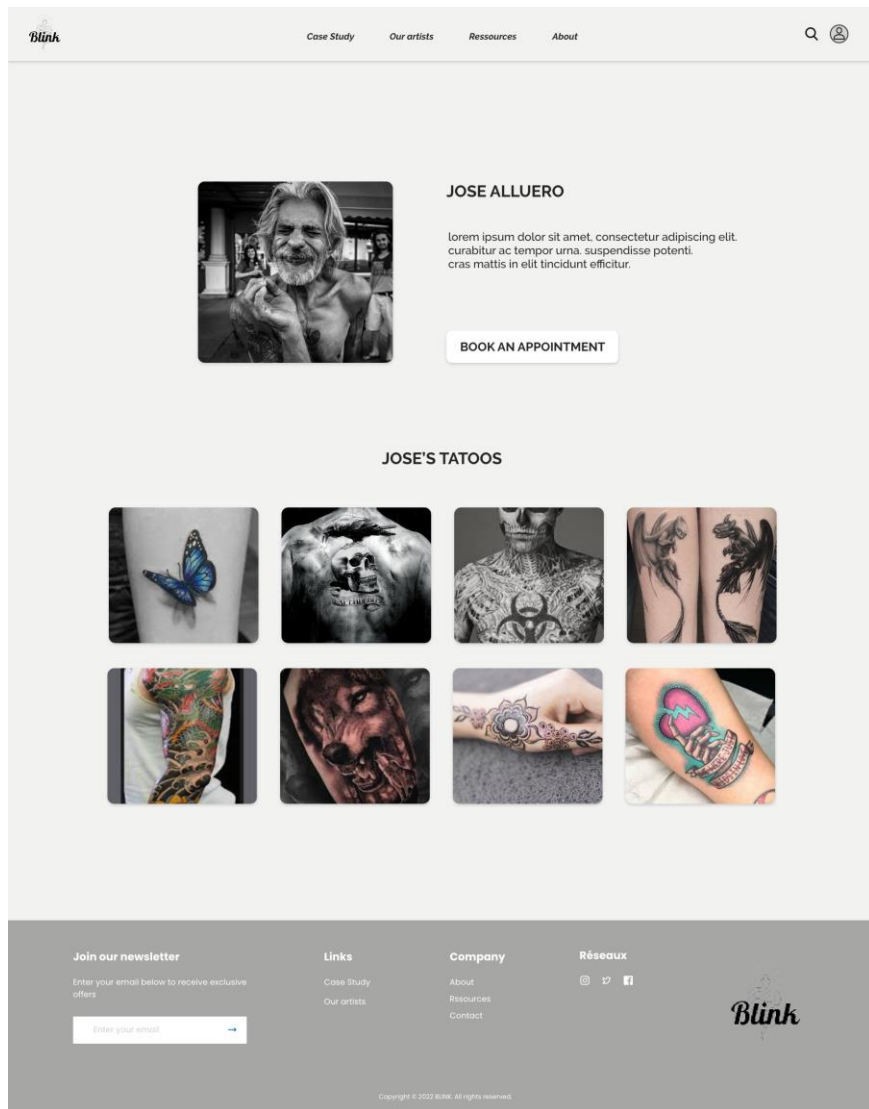 Blink
Case Study
Our artists
Ressources
About
JOSE ALLUERO
lorem ipsum dolor sit amet, consectetur adipiscing elit.
curabitur ac tempor urna. suspendisse potenti.
cras mattis in elit tincidunt efficitur.
BOOK AN APPOINTMENT
JOSE'S TATOOS
Join our newsletter
Enter your email below to receive exclusive
offers
Enter your email
Links
Case Study
Our artists
Company
About
Rssources
Contact
Réseaux
Blink
Copyright © 2022 BLINK. All rights reserved.